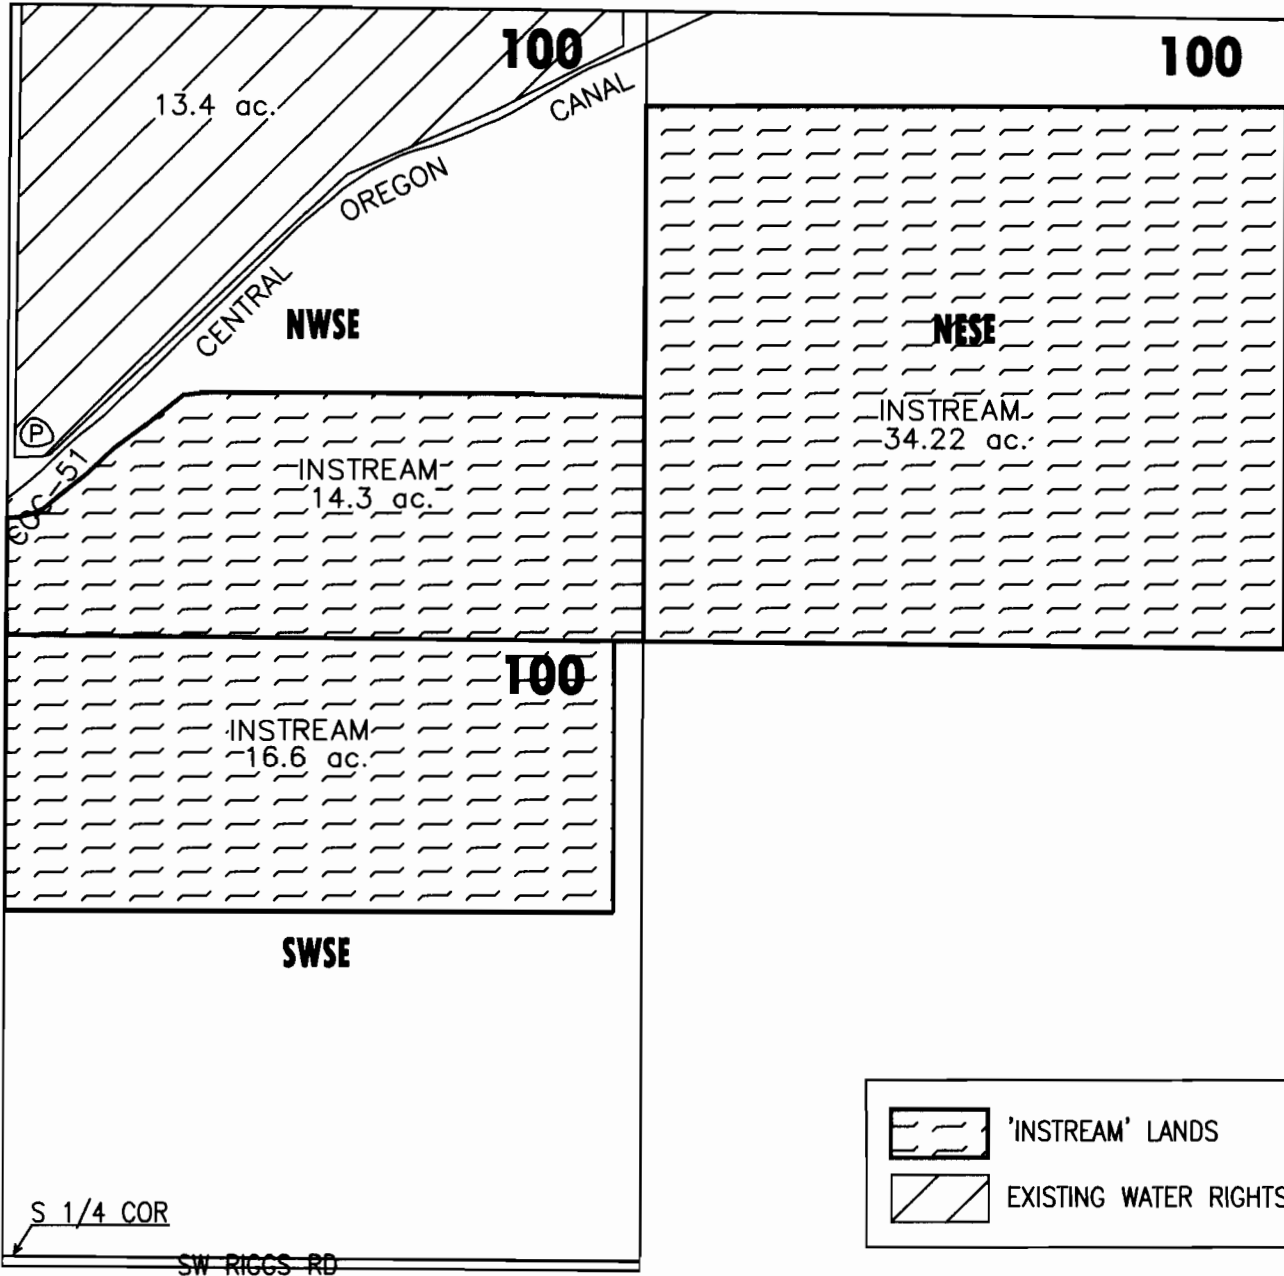 100
100
13.4 ac.
CANAL
OREGON
CENTRAL
NWSE
NESE
P
COC-51
INSTREAM
14.3 ac.
INSTREAM
34.22 ac.
100
INSTREAM
16.6 ac.
SWSE
'INSTREAM' LANDS
EXISTING WATER RIGHTS
S 1/4 COR
SW RIGGS RD